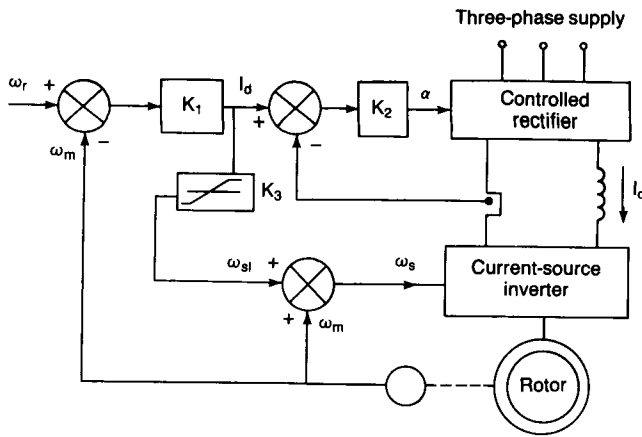 Three-phase supply
ωr
+
−
ωm
K1
Id
+
−
K2
α
Controlled
rectifier
K3
Id
ωsl
+
+
ωm
ωs
Current-source
inverter
Rotor